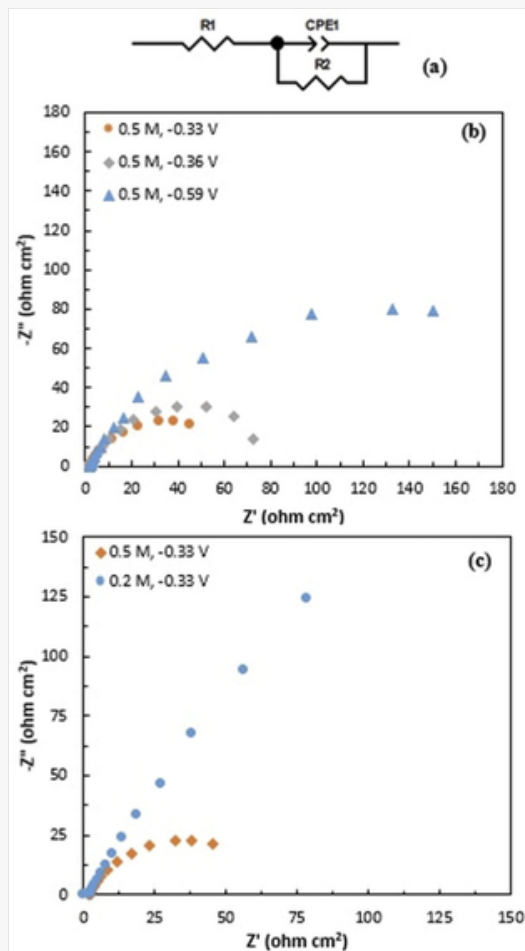 R1
CPE1
R2
(a)
(b)
0.5 M, -0.33 V
0.5 M, -0.36 V
0.5 M, -0.59 V
180
160
140
120
100
80
60
40
20
0
-Z" (ohm cm²)
0 20 40 60 80 100 120 140 160 180
Z' (ohm cm²)
(c)
0.5 M, -0.33 V
0.2 M, -0.33 V
150
125
100
75
50
25
0
-Z" (ohm cm²)
0 25 50 75 100 125 150
Z' (ohm cm²)